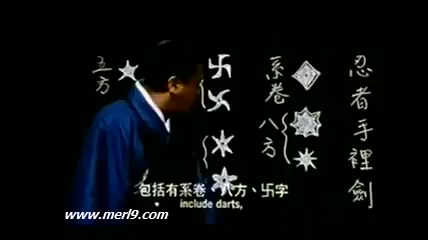 忍者手裡劍
系卷
八方
五方
包括有系卷、八方、卐字
include darts,
www.merl9.com